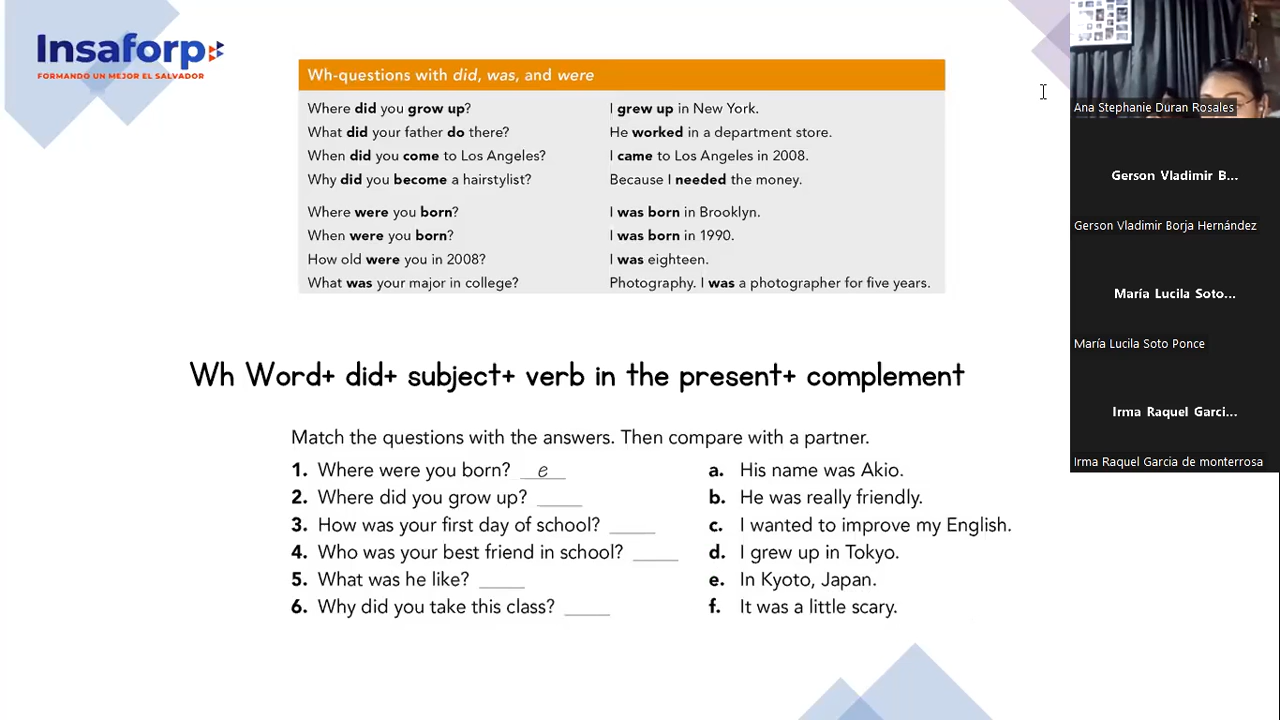 Insaforp
FORMANDO UN MEJOR EL SALVADOR
Wh-questions with did, was, and were
Where did you grow up? I grew up in New York.
What did your father do there? He worked in a department store.
When did you come to Los Angeles? I came to Los Angeles in 2008.
Why did you become a hairstylist? Because I needed the money.
Where were you born? I was born in Brooklyn.
When were you born? I was born in 1990.
How old were you in 2008? I was eighteen.
What was your major in college? Photography. I was a photographer for five years.
Wh Word+ did+ subject+ verb in the present+ complement
Match the questions with the answers. Then compare with a partner.
1. Where were you born? e a. His name was Akio.
2. Where did you grow up? ____ b. He was really friendly.
3. How was your first day of school? ____ c. I wanted to improve my English.
4. Who was your best friend in school? ____ d. I grew up in Tokyo.
5. What was he like? ____ e. In Kyoto, Japan.
6. Why did you take this class? ____ f. It was a little scary.
Ana Stephanie Duran Rosales
Gerson Vladimir B...
Gerson Vladimir Borja Hernández
María Lucila Soto...
María Lucila Soto Ponce
Irma Raquel Garci...
Irma Raquel Garcia de monterrosa